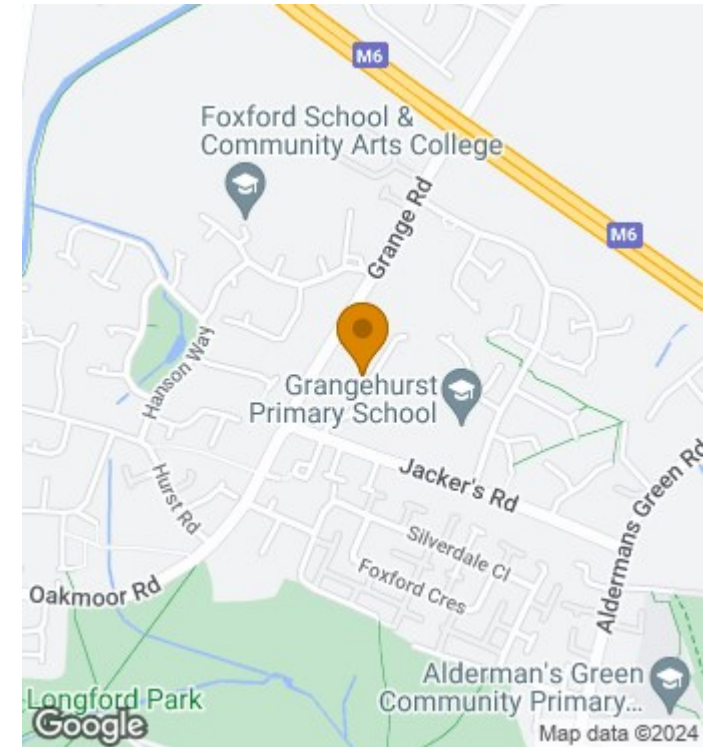 M6
Foxford School &
Community Arts College
Grange Rd
M6
Hanson Way
Grangehurst
Primary School
Jacker's Rd
Hurst Rd
Aldermans Green Rd
Silverdale Cl
Foxford Cres
Oakmoor Rd
Alderman's Green
Community Primary...
Longford Park
Google
Map data ©2024